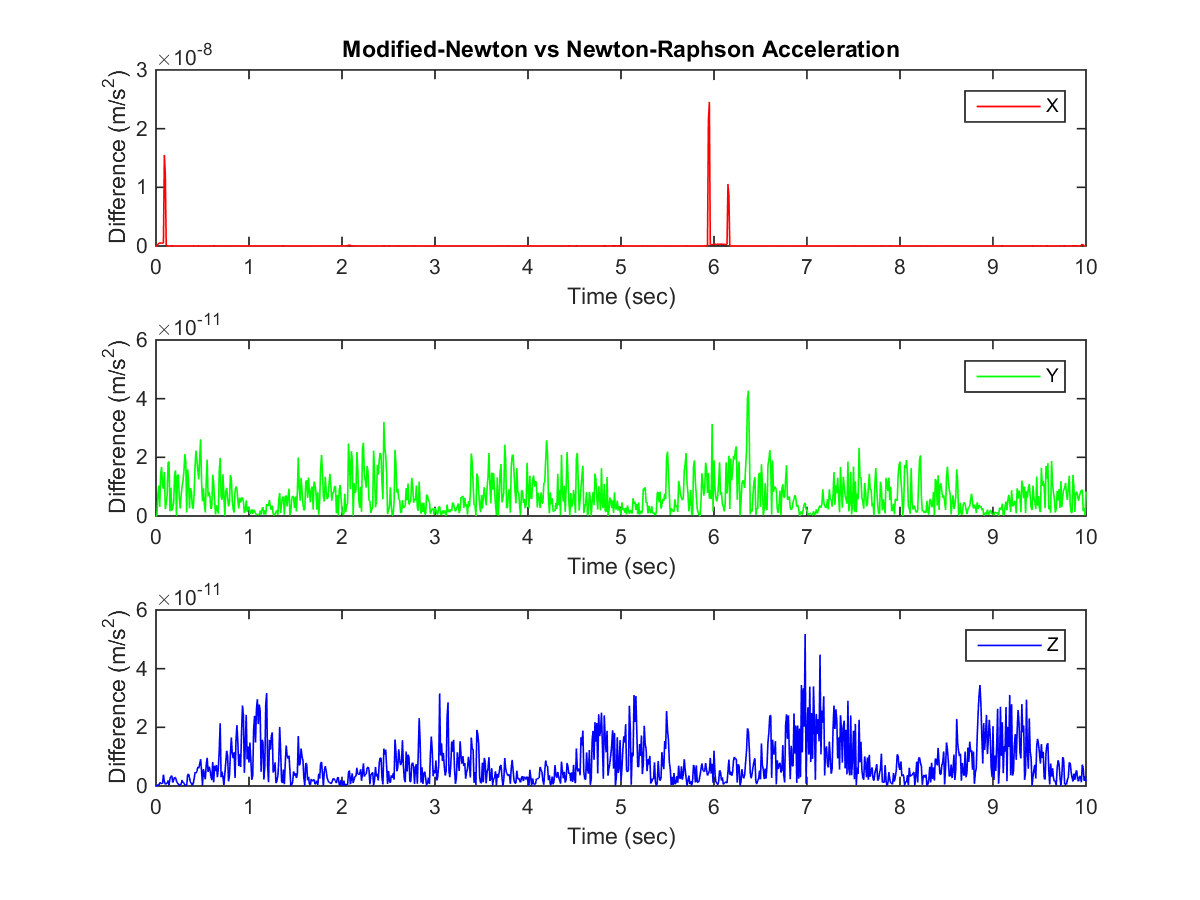 Modified-Newton vs Newton-Raphson Acceleration
×10-8
3
2
1
0
Difference (m/s2)
X
0 1 2 3 4 5 6 7 8 9 10
Time (sec)
×10-11
6
4
2
0
Difference (m/s2)
Y
0 1 2 3 4 5 6 7 8 9 10
Time (sec)
×10-11
6
4
2
0
Difference (m/s2)
Z
0 1 2 3 4 5 6 7 8 9 10
Time (sec)